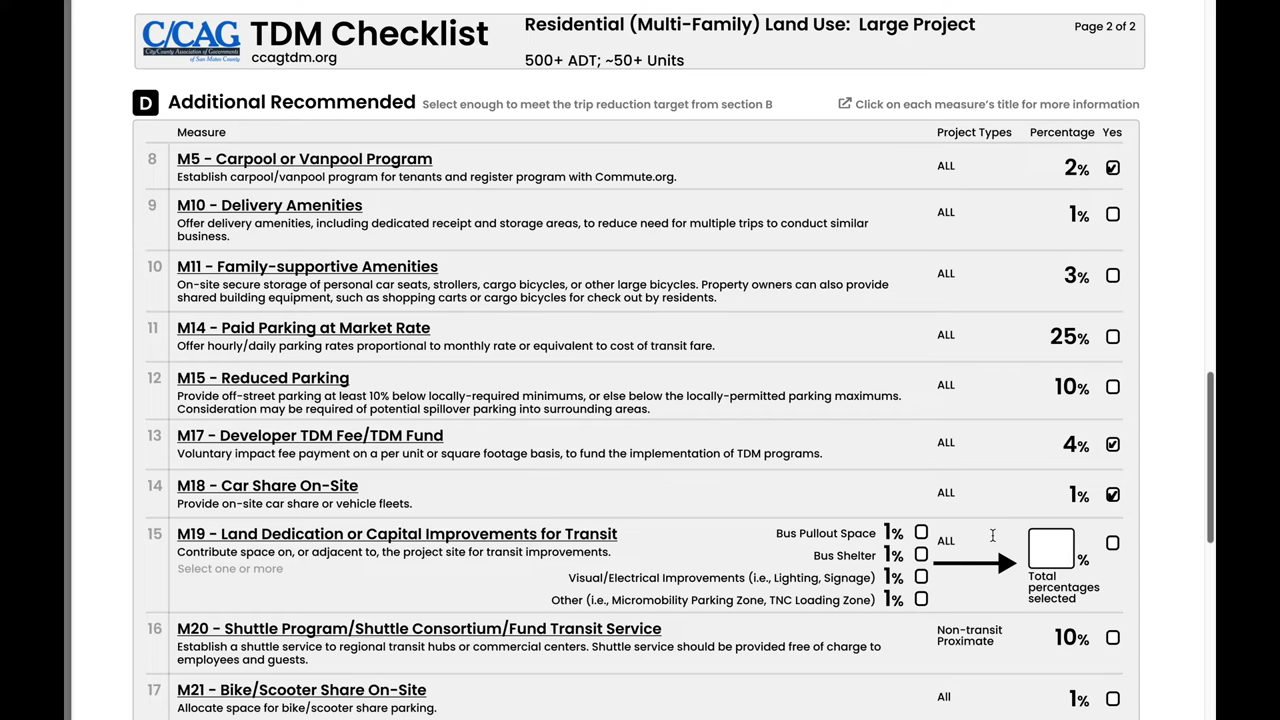 C/CAG
City/County Association of Governments
of San Mateo County
TDM Checklist
ccagtdm.org
Residential (Multi-Family) Land Use: Large Project
500+ ADT; ~50+ Units
Page 2 of 2
D Additional Recommended Select enough to meet the trip reduction target from section B Click on each measure's title for more information
Measure Project Types Percentage Yes
8 M5 - Carpool or Vanpool Program ALL 2%
Establish carpool/vanpool program for tenants and register program with Commute.org.
9 M10 - Delivery Amenities ALL 1%
Offer delivery amenities, including dedicated receipt and storage areas, to reduce need for multiple trips to conduct similar
business.
10 M11 - Family-supportive Amenities ALL 3%
On-site secure storage of personal car seats, strollers, cargo bicycles, or other large bicycles. Property owners can also provide
shared building equipment, such as shopping carts or cargo bicycles for check out by residents.
11 M14 - Paid Parking at Market Rate ALL 25%
Offer hourly/daily parking rates proportional to monthly rate or equivalent to cost of transit fare.
12 M15 - Reduced Parking ALL 10%
Provide off-street parking at least 10% below locally-required minimums, or else below the locally-permitted parking maximums.
Consideration may be required of potential spillover parking into surrounding areas.
13 M17 - Developer TDM Fee/TDM Fund ALL 4%
Voluntary impact fee payment on a per unit or square footage basis, to fund the implementation of TDM programs.
14 M18 - Car Share On-Site ALL 1%
Provide on-site car share or vehicle fleets.
15 M19 - Land Dedication or Capital Improvements for Transit Bus Pullout Space 1% ALL %
Contribute space on, or adjacent to, the project site for transit improvements. Bus Shelter 1%
Select one or more Visual/Electrical Improvements (i.e., Lighting, Signage) 1% Total
percentages
Other (i.e., Micromobility Parking Zone, TNC Loading Zone) 1% selected
16 M20 - Shuttle Program/Shuttle Consortium/Fund Transit Service Non-transit 10%
Proximate
Establish a shuttle service to regional transit hubs or commercial centers. Shuttle service should be provided free of charge to
employees and guests.
17 M21 - Bike/Scooter Share On-Site All 1%
Allocate space for bike/scooter share parking.